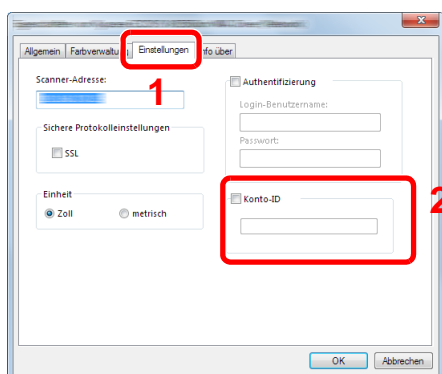 Allgemein Farbverwaltu Einstellungen nfo über
Scanner-Adresse:
1
Sichere Protokolleinstellungen
SSL
Einheit
Zoll metrisch
Authentifizierung
Login-Benutzername:
Passwort:
Konto-ID
2
OK Abbrechen